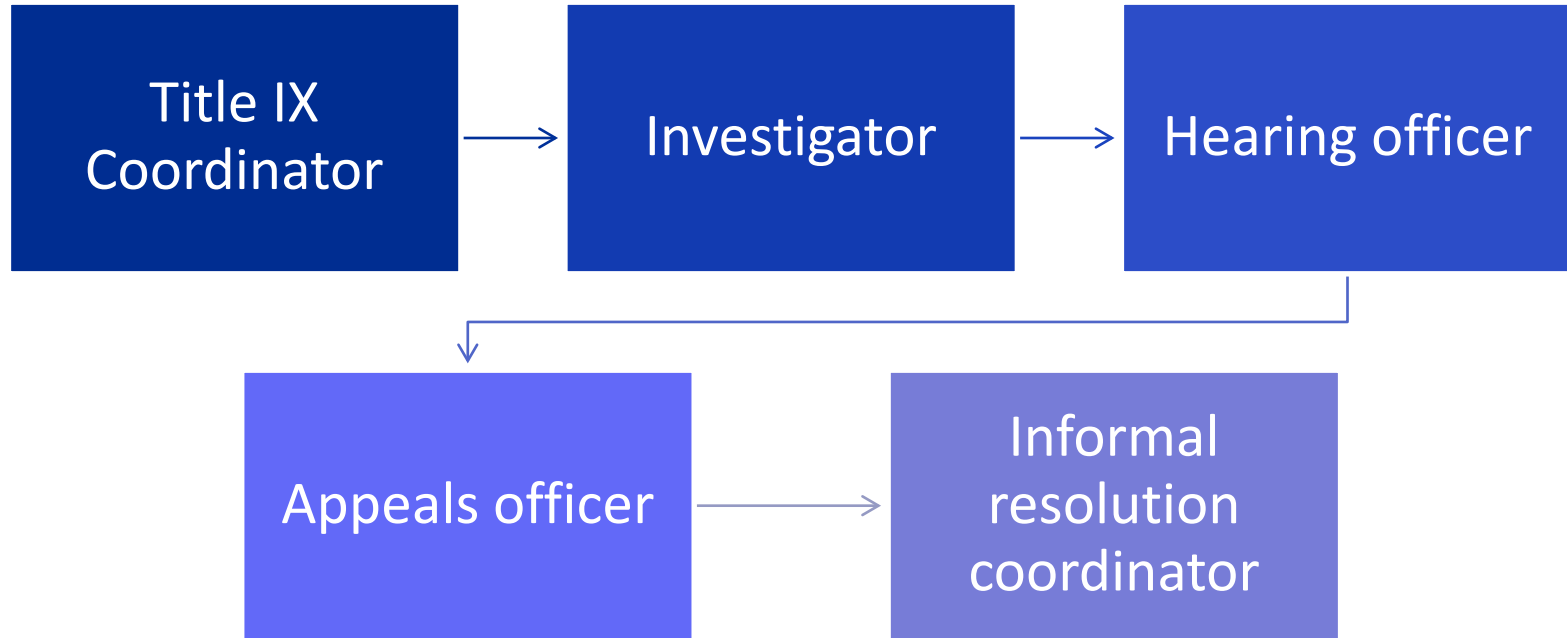 Title IX
Coordinator
Investigator
Hearing officer
Appeals officer
Informal
resolution
coordinator